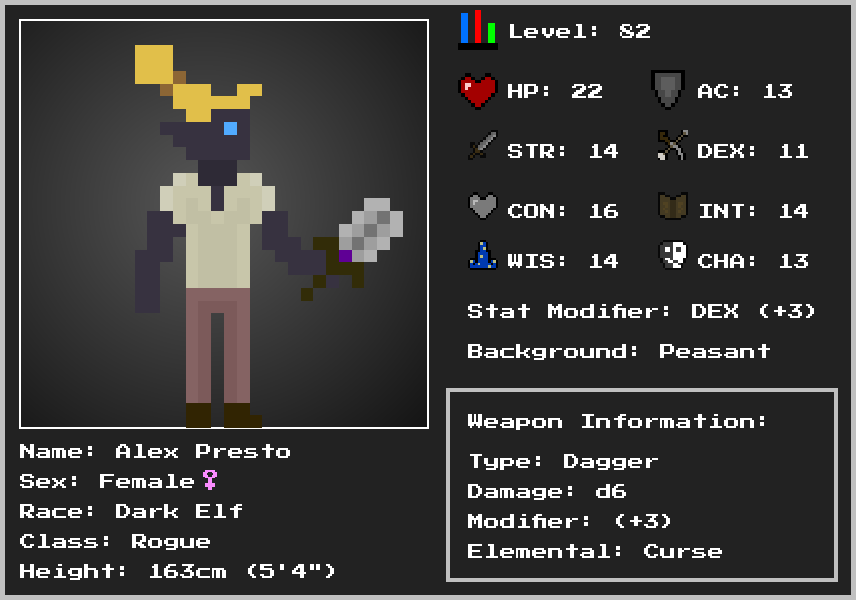 Level: 82
HP: 22
AC: 13
STR: 14
DEX: 11
CON: 16
INT: 14
WIS: 14
CHA: 13
Stat Modifier: DEX (+3)
Background: Peasant
Name: Alex Presto
Sex: Female♀
Race: Dark Elf
Class: Rogue
Height: 163cm (5'4")
Weapon Information:
Type: Dagger
Damage: d6
Modifier: (+3)
Elemental: Curse